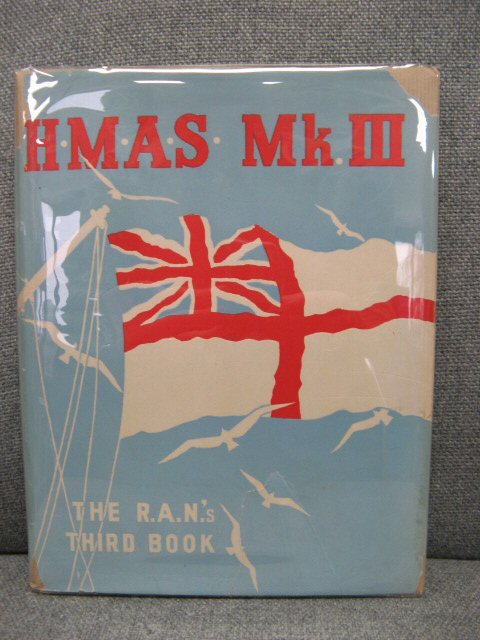 H·M·A·S· Mk.III
THE R.A.N.'s
THIRD BOOK